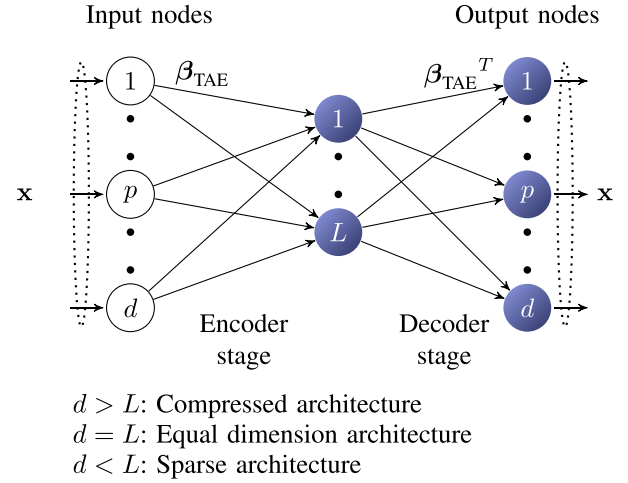 Input nodes
Output nodes
β_TAE
β_TAE^T
1
1
1
x
p
p
x
L
d
d
Encoder
stage
Decoder
stage
d > L: Compressed architecture
d = L: Equal dimension architecture
d < L: Sparse architecture